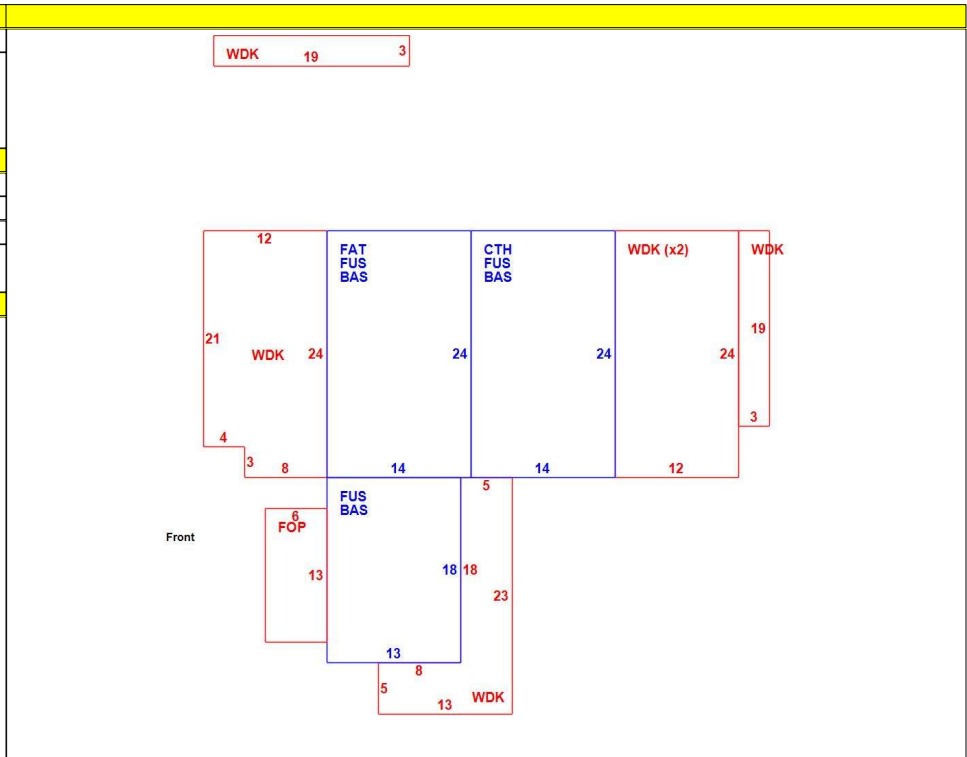 WDK 19 3
12
FAT
FUS
BAS
CTH
FUS
BAS
WDK (x2)
WDK
21
WDK 24
24
24
24
19
4
3
8
14
14
12
3
5
FUS
BAS
6
FOP
Front
13
18 18
23
13
8
5
13
WDK